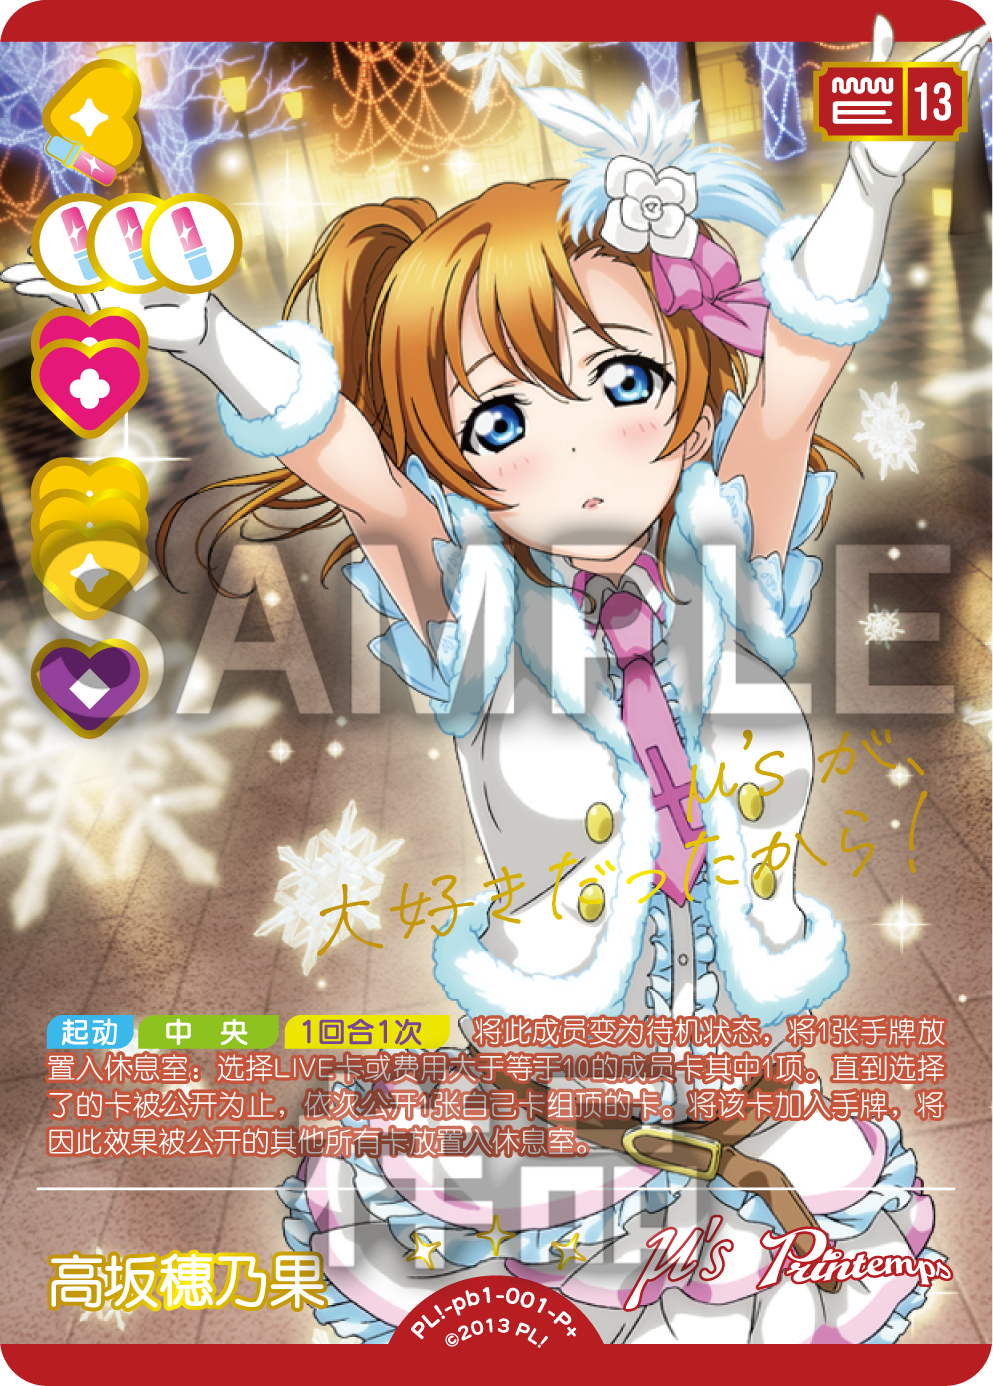 13
SAMPLE
μ'sが、
大好きだったから!
起动 中 央 1回合1次 将此成员变为待机状态，将1张手牌放
置入休息室：选择LIVE卡或费用大于等于10的成员卡其中1项。直到选择
了的卡被公开为止，依次公开1张自己卡组顶的卡。将该卡加入手牌，将
因此效果被公开的其他所有卡放置入休息室。
样品
高坂穗乃果
μ's Printemps
PL!-pb1-001-P+
©2013 PL!